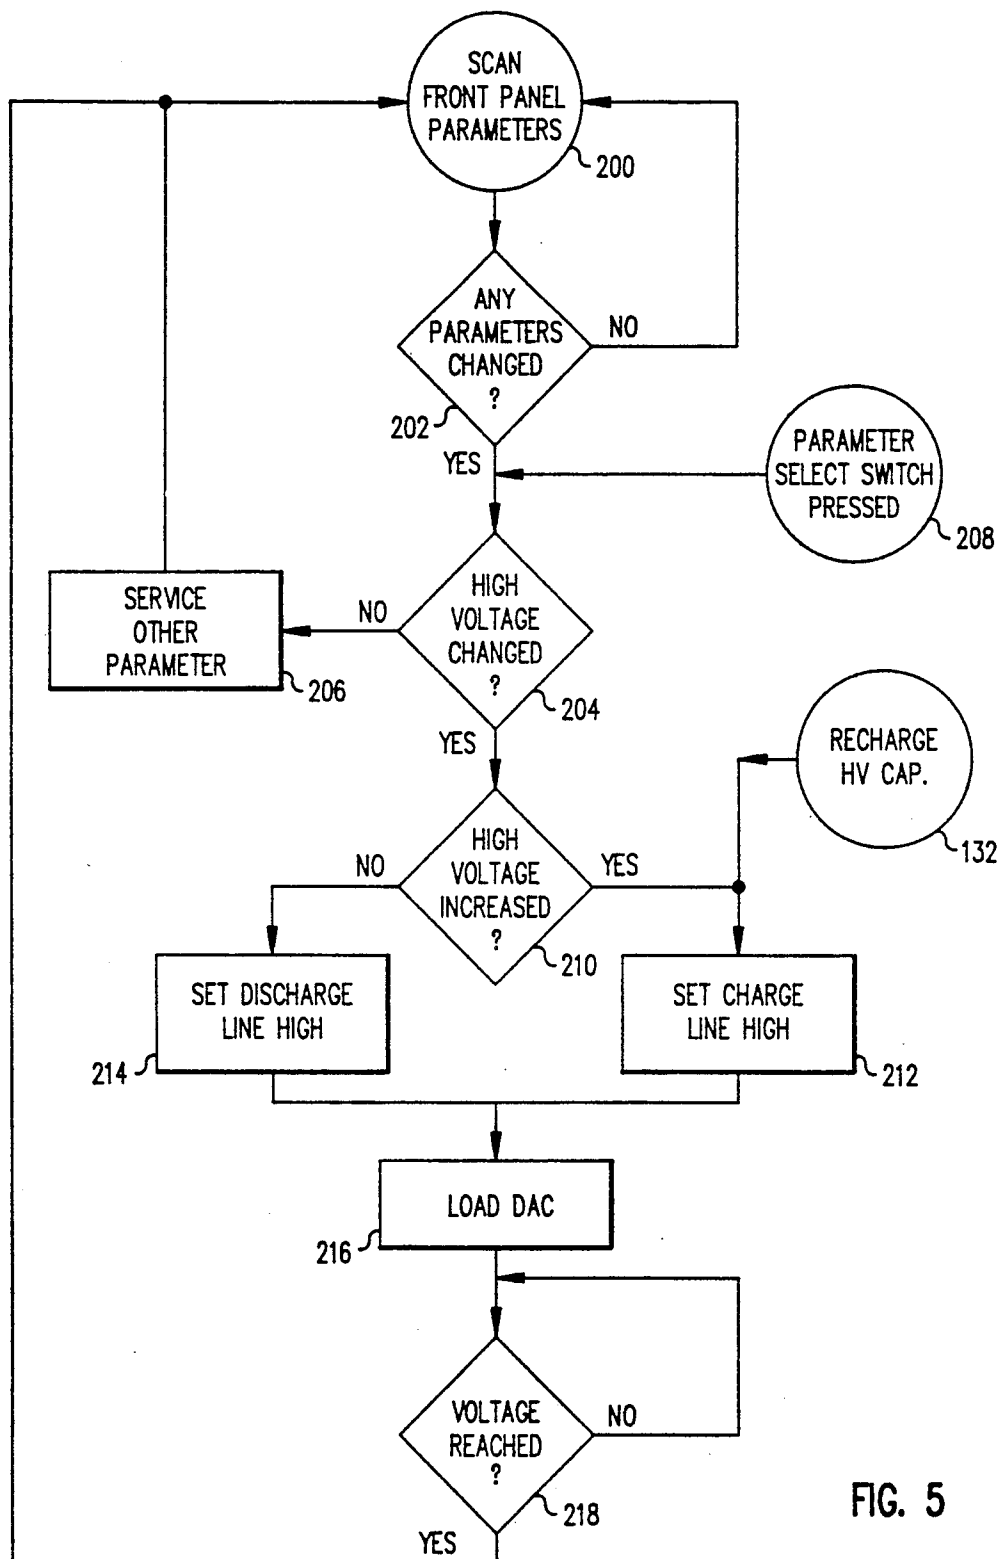 SCAN
FRONT PANEL
PARAMETERS
200
ANY
PARAMETERS
CHANGED
?
NO
202
YES
PARAMETER
SELECT SWITCH
PRESSED
208
HIGH
VOLTAGE
CHANGED
?
NO
SERVICE
OTHER
PARAMETER
206
204
YES
RECHARGE
HV CAP.
132
HIGH
VOLTAGE
INCREASED
?
NO
YES
210
SET DISCHARGE
LINE HIGH
214
SET CHARGE
LINE HIGH
212
LOAD DAC
216
VOLTAGE
REACHED
?
NO
218
YES
FIG. 5